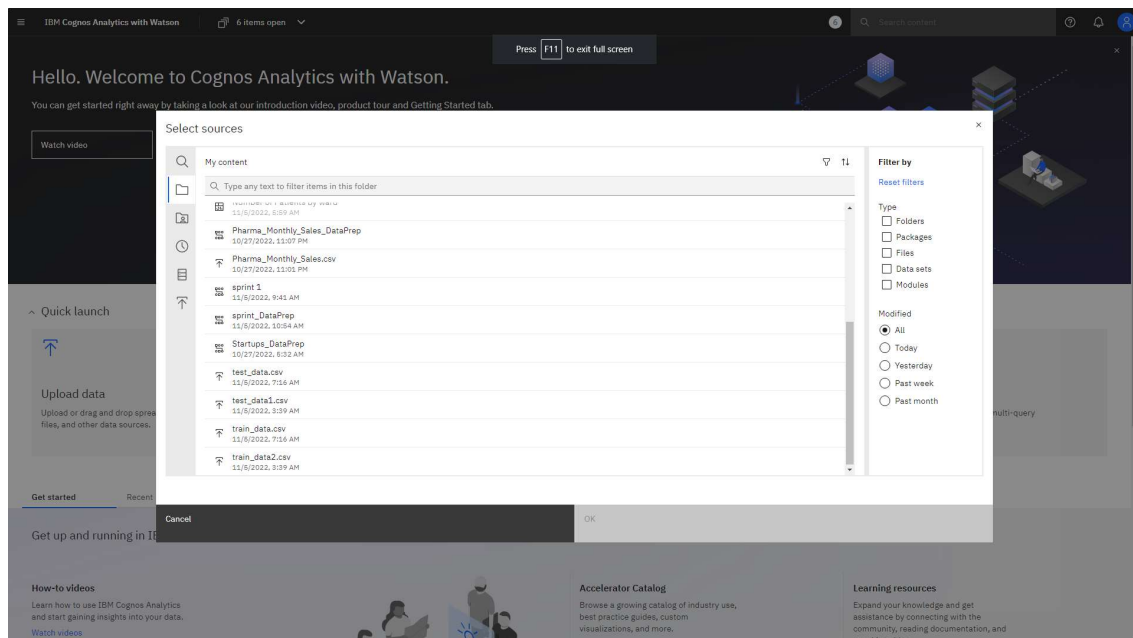 IBM Cognos Analytics with Watson
6 items open
6
Search content
Press F11 to exit full screen
Hello. Welcome to Cognos Analytics with Watson.
You can get started right away by taking a look at our introduction video, product tour and Getting Started tab.
Watch video
Select sources
My content
Type any text to filter items in this folder
Number of Patients by ward
11/5/2022, 5:59 AM
Pharma_Monthly_Sales_DataPrep
10/27/2022, 11:07 PM
Pharma_Monthly_Sales.csv
10/27/2022, 11:01 PM
sprint 1
11/5/2022, 9:41 AM
sprint_DataPrep
11/5/2022, 10:54 AM
Startups_DataPrep
10/27/2022, 5:32 AM
test_data.csv
11/5/2022, 7:16 AM
test_data1.csv
11/5/2022, 3:39 AM
train_data.csv
11/5/2022, 7:16 AM
train_data2.csv
11/5/2022, 3:39 AM
Filter by
Reset filters
Type
Folders
Packages
Files
Data sets
Modules
Modified
All
Today
Yesterday
Past week
Past month
Cancel
OK
Quick launch
Upload data
Upload or drag and drop sprea
files, and other data sources.
multi-query
Get started
Recent
Get up and running in IB
How-to videos
Learn how to use IBM Cognos Analytics
and start gaining insights into your data.
Watch videos
Accelerator Catalog
Browse a growing catalog of industry use,
best practice guides, custom
visualizations, and more.
Learning resources
Expand your knowledge and get
assistance by connecting with the
community, reading documentation, and